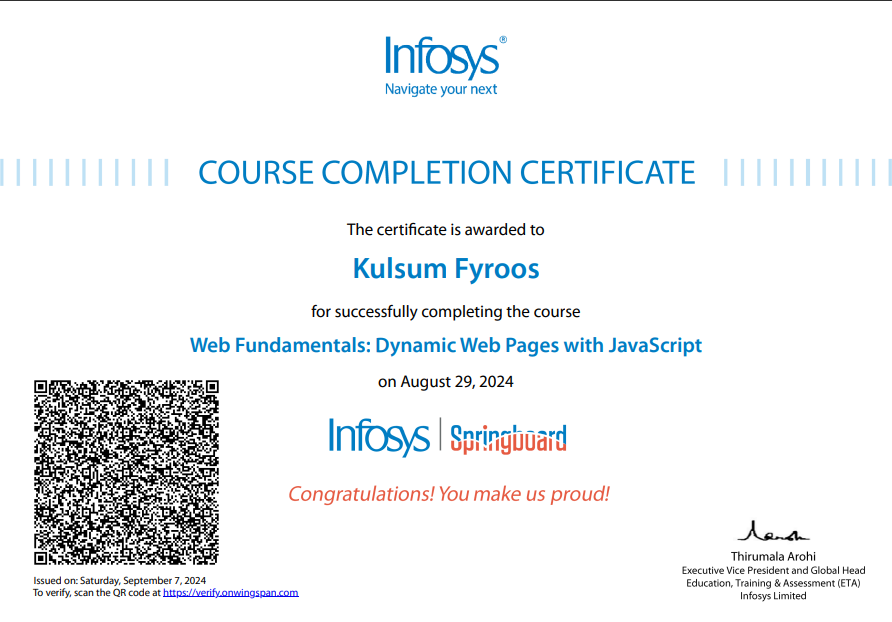 Infosys®
Navigate your next
COURSE COMPLETION CERTIFICATE
The certificate is awarded to
Kulsum Fyroos
for successfully completing the course
Web Fundamentals: Dynamic Web Pages with JavaScript
on August 29, 2024
Infosys | Springboard
Congratulations! You make us proud!
Issued on: Saturday, September 7, 2024
To verify, scan the QR code at https://verify.onwingspan.com
Thirumala Arohi
Executive Vice President and Global Head
Education, Training & Assessment (ETA)
Infosys Limited